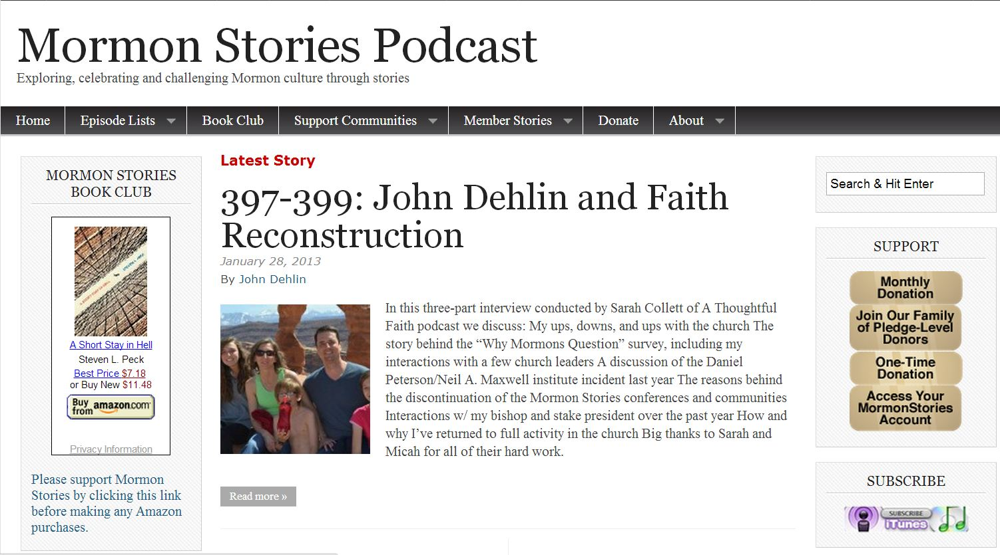 Mormon Stories Podcast
Exploring, celebrating and challenging Mormon culture through stories
Home
Episode Lists
Book Club
Support Communities
Member Stories
Donate
About
MORMON STORIES
BOOK CLUB
A Short Stay in Hell
Steven L. Peck
Best Price $7.18
or Buy New $11.48
Buy
from amazon.com
Privacy Information
Please support Mormon
Stories by clicking this link
before making any Amazon
purchases.
Latest Story
397-399: John Dehlin and Faith
Reconstruction
January 28, 2013
By John Dehlin
In this three-part interview conducted by Sarah Collett of A Thoughtful
Faith podcast we discuss: My ups, downs, and ups with the church The
story behind the “Why Mormons Question” survey, including my
interactions with a few church leaders A discussion of the Daniel
Peterson/Neil A. Maxwell institute incident last year The reasons behind
the discontinuation of the Mormon Stories conferences and communities
Interactions w/ my bishop and stake president over the past year How and
why I’ve returned to full activity in the church Big thanks to Sarah and
Micah for all of their hard work.
Read more »
Search & Hit Enter
SUPPORT
Monthly
Donation
Join Our Family
of Pledge-Level
Donors
One-Time
Donation
Access Your
MormonStories
Account
SUBSCRIBE
SUBSCRIBE
iTunes